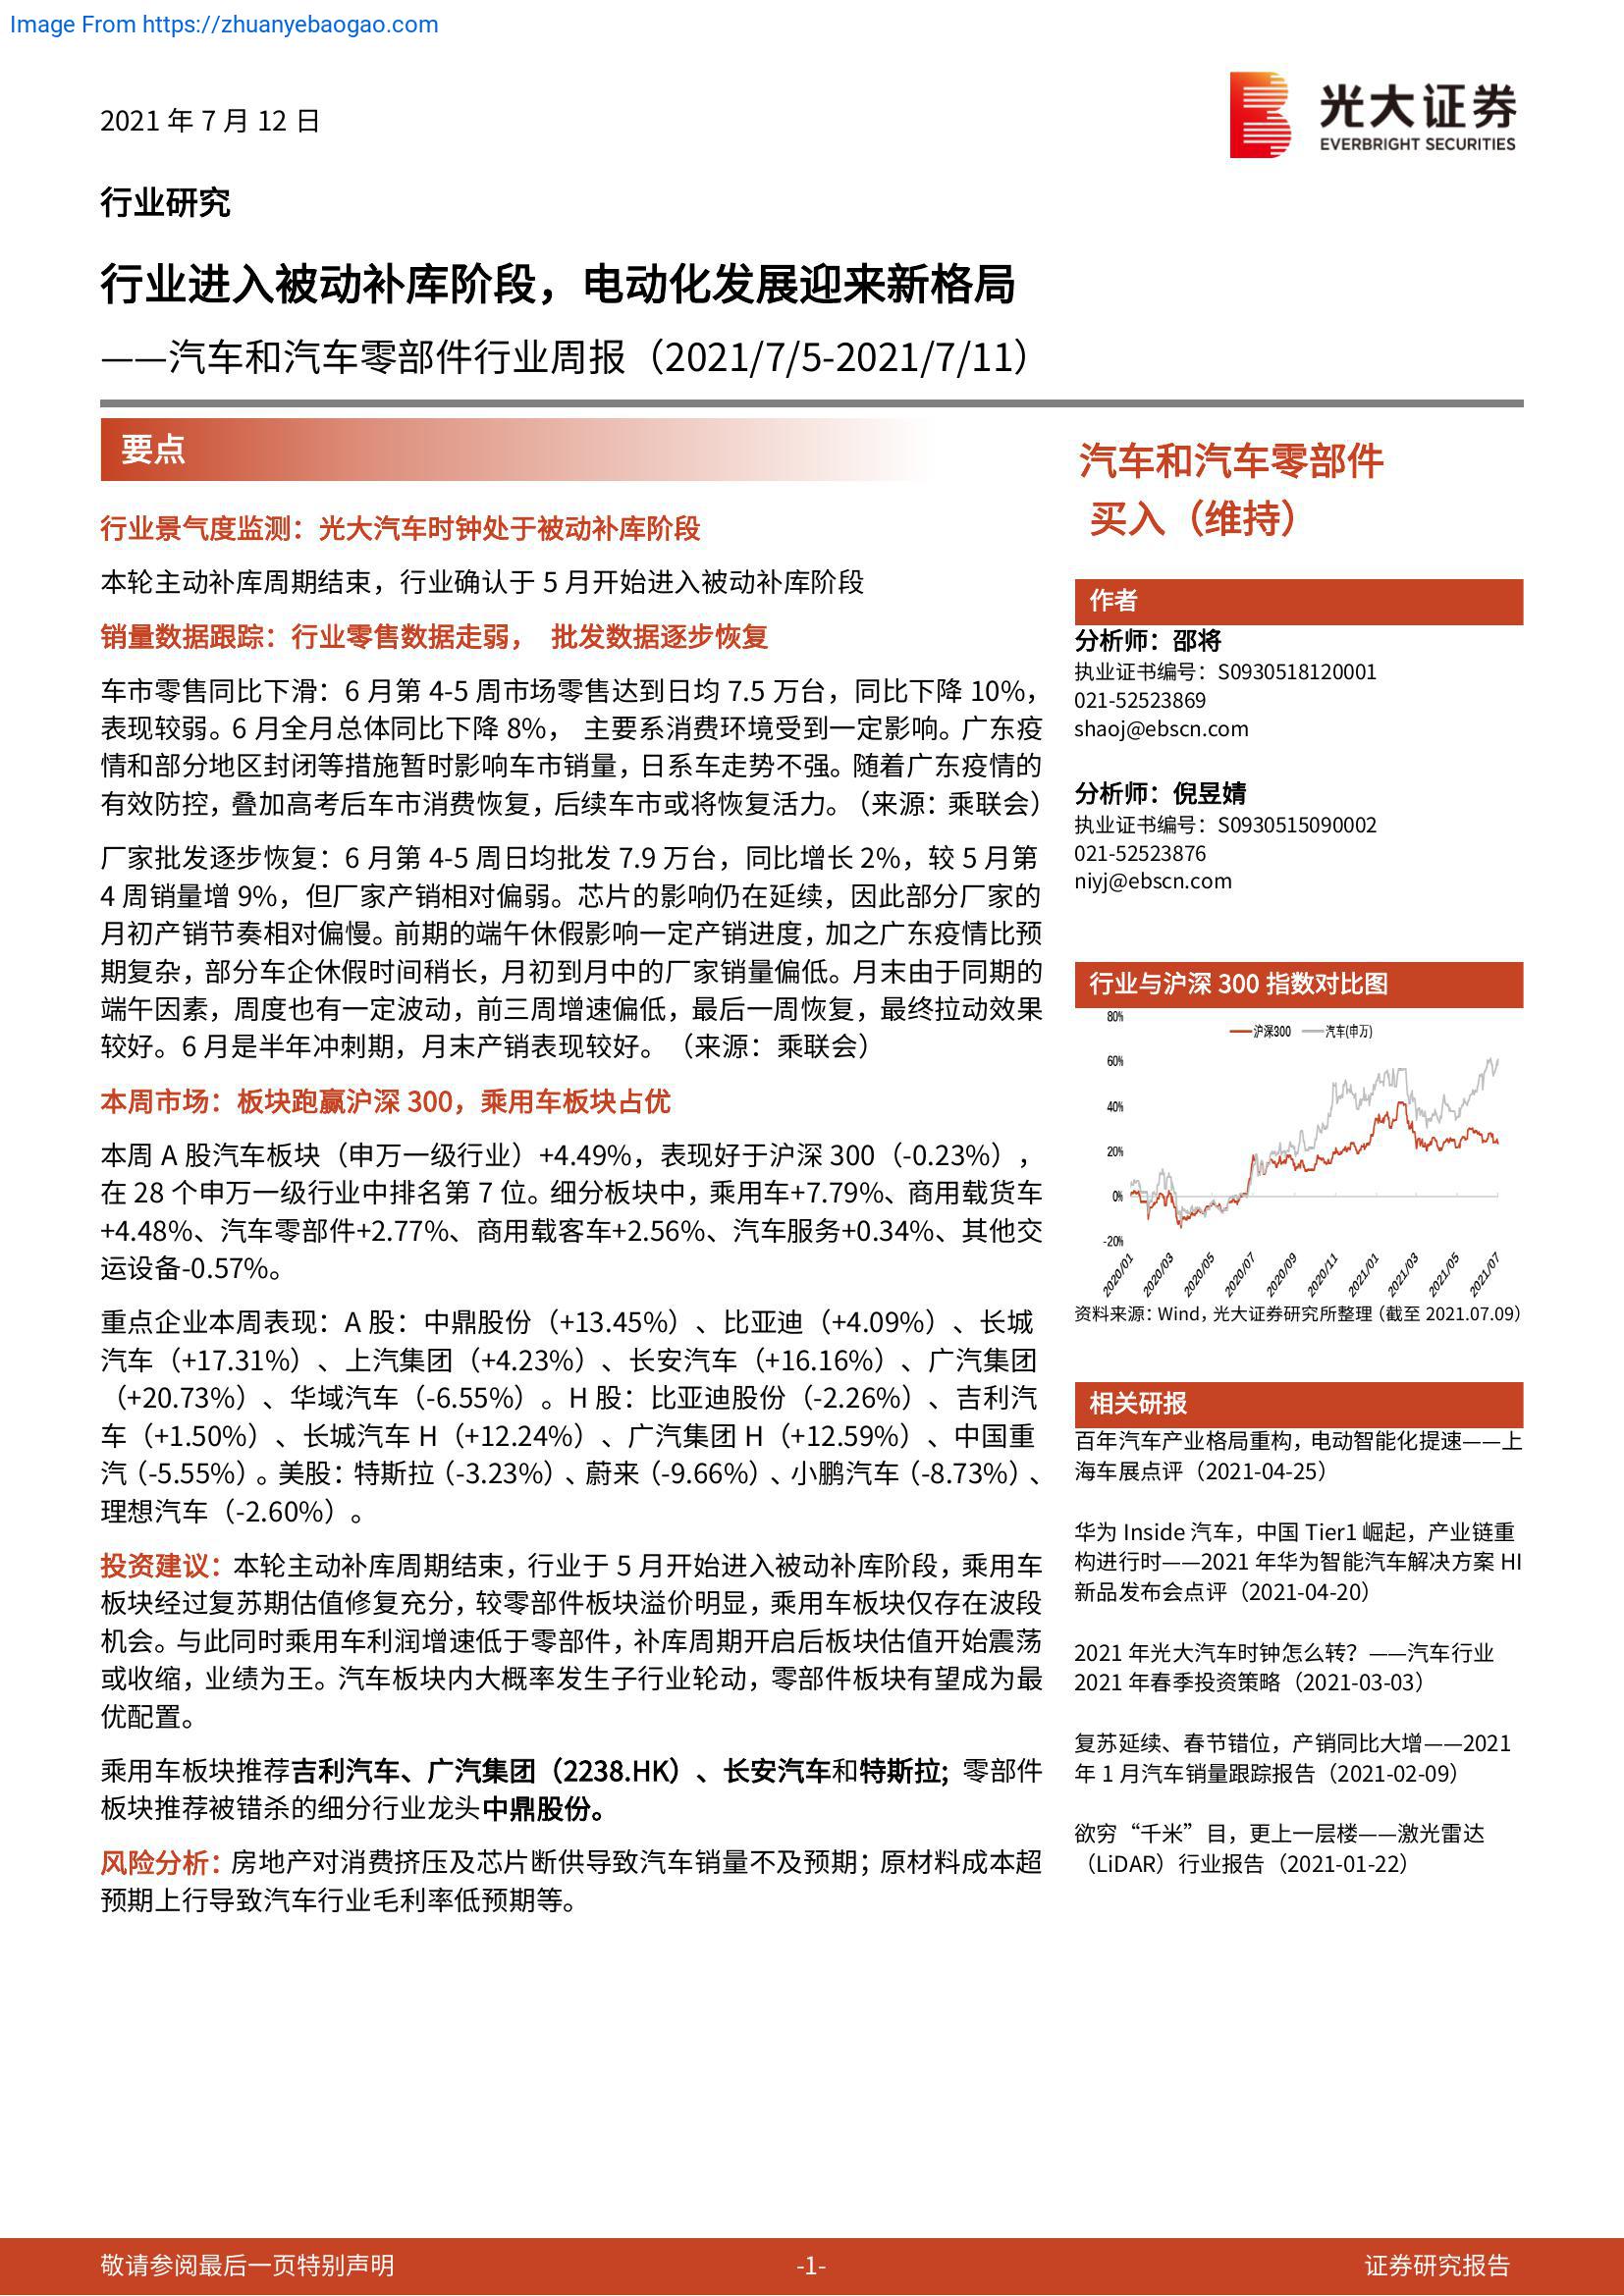 Image From https://zhuanyebaogao.com
2021 年 7 月 12 日
光大证券
EVERBRIGHT SECURITIES
行业研究
行业进入被动补库阶段，电动化发展迎来新格局
——汽车和汽车零部件行业周报（2021/7/5-2021/7/11）
要点
行业景气度监测：光大汽车时钟处于被动补库阶段
本轮主动补库周期结束，行业确认于 5 月开始进入被动补库阶段
销量数据跟踪：行业零售数据走弱， 批发数据逐步恢复
车市零售同比下滑：6 月第 4-5 周市场零售达到日均 7.5 万台，同比下降 10%，
表现较弱。6 月全月总体同比下降 8%， 主要系消费环境受到一定影响。广东疫
情和部分地区封闭等措施暂时影响车市销量，日系车走势不强。随着广东疫情的
有效防控，叠加高考后车市消费恢复，后续车市或将恢复活力。（来源：乘联会）
厂家批发逐步恢复：6 月第 4-5 周日均批发 7.9 万台，同比增长 2%，较 5 月第
4 周销量增 9%，但厂家产销相对偏弱。芯片的影响仍在延续，因此部分厂家的
月初产销节奏相对偏慢。前期的端午休假影响一定产销进度，加之广东疫情比预
期复杂，部分车企休假时间稍长，月初到月中的厂家销量偏低。月末由于同期的
端午因素，周度也有一定波动，前三周增速偏低，最后一周恢复，最终拉动效果
较好。6 月是半年冲刺期，月末产销表现较好。（来源：乘联会）
本周市场：板块跑赢沪深 300，乘用车板块占优
本周 A 股汽车板块（申万一级行业）+4.49%，表现好于沪深 300（-0.23%），
在 28 个申万一级行业中排名第 7 位。细分板块中，乘用车+7.79%、商用载货车
+4.48%、汽车零部件+2.77%、商用载客车+2.56%、汽车服务+0.34%、其他交
运设备-0.57%。
重点企业本周表现：A 股：中鼎股份（+13.45%）、比亚迪（+4.09%）、长城
汽车（+17.31%）、上汽集团（+4.23%）、长安汽车（+16.16%）、广汽集团
（+20.73%）、华域汽车（-6.55%）。H 股：比亚迪股份（-2.26%）、吉利汽
车（+1.50%）、长城汽车 H（+12.24%）、广汽集团 H（+12.59%）、中国重
汽（-5.55%）。美股：特斯拉（-3.23%）、蔚来（-9.66%）、小鹏汽车（-8.73%）、
理想汽车（-2.60%）。
投资建议：本轮主动补库周期结束，行业于 5 月开始进入被动补库阶段，乘用车
板块经过复苏期估值修复充分，较零部件板块溢价明显，乘用车板块仅存在波段
机会。与此同时乘用车利润增速低于零部件，补库周期开启后板块估值开始震荡
或收缩，业绩为王。汽车板块内大概率发生子行业轮动，零部件板块有望成为最
优配置。
乘用车板块推荐吉利汽车、广汽集团（2238.HK）、长安汽车和特斯拉; 零部件
板块推荐被错杀的细分行业龙头中鼎股份。
风险分析：房地产对消费挤压及芯片断供导致汽车销量不及预期；原材料成本超
预期上行导致汽车行业毛利率低预期等。
汽车和汽车零部件
买入（维持）
作者
分析师：邵将
执业证书编号：S0930518120001
021-52523869
shaoj@ebscn.com
分析师：倪昱婧
执业证书编号：S0930515090002
021-52523876
niyj@ebscn.com
行业与沪深 300 指数对比图
沪深300 汽车(申万)
80%
60%
40%
20%
0%
-20%
2020/01 2020/03 2020/05 2020/07 2020/09 2020/11 2021/01 2021/03 2021/05 2021/07
资料来源：Wind，光大证券研究所整理（截至 2021.07.09）
相关研报
百年汽车产业格局重构，电动智能化提速——上
海车展点评（2021-04-25）
华为 Inside 汽车，中国 Tier1 崛起，产业链重
构进行时——2021 年华为智能汽车解决方案 HI
新品发布会点评（2021-04-20）
2021 年光大汽车时钟怎么转？——汽车行业
2021 年春季投资策略（2021-03-03）
复苏延续、春节错位，产销同比大增——2021
年 1 月汽车销量跟踪报告（2021-02-09）
欲穷“千米”目，更上一层楼——激光雷达
（LiDAR）行业报告（2021-01-22）
敬请参阅最后一页特别声明
-1-
证券研究报告